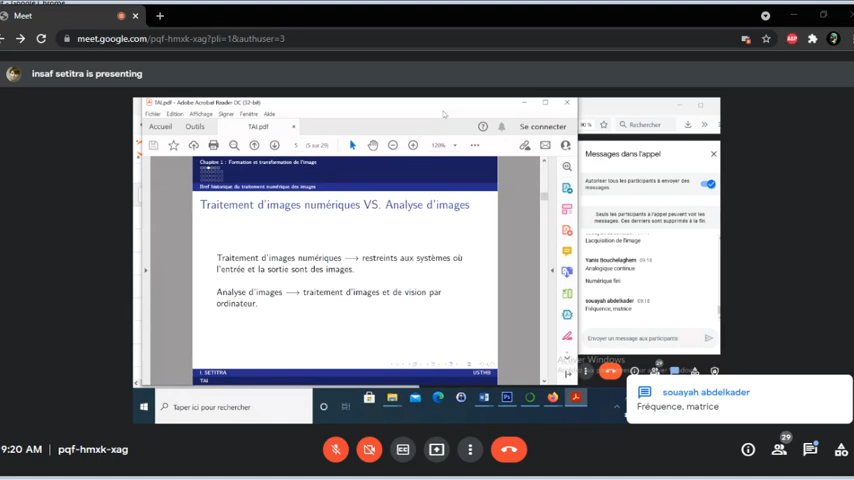 Meet
meet.google.com/pqf-hmxk-xag?pli=1&authuser=3
insaf setitra is presenting
TAI.pdf - Adobe Acrobat Reader DC (32-bit)
Fichier Edition Affichage Signer Fenêtre Aide
Accueil Outils TAI.pdf Se connecter
5 (5 sur 29) 120%
Chapitre 1 : Formation et transformation de l'image
Bref historique du traitement numérique des images
Traitement d'images numériques VS. Analyse d'images
Traitement d'images numériques → restreints aux systèmes où
l'entrée et la sortie sont des images.
Analyse d'images → traitement d'images et de vision par
ordinateur.
I. SETITRA USTHB
TAI
90 % Rechercher
Messages dans l'appel
Autoriser tous les participants à envoyer des
messages
Seuls les participants à l'appel peuvent voir les
messages. Ces derniers sont supprimés à la fin.
L'acquisition de l'image
Yanis Bouchelaghem 09:18
Analogique continue
Numérique fini
souayah abdelkader 09:18
Fréquence, matrice
Envoyer un message aux participants
Windows
29
Taper ici pour rechercher
souayah abdelkader
Fréquence, matrice
9:20 AM | pqf-hmxk-xag
CC
29